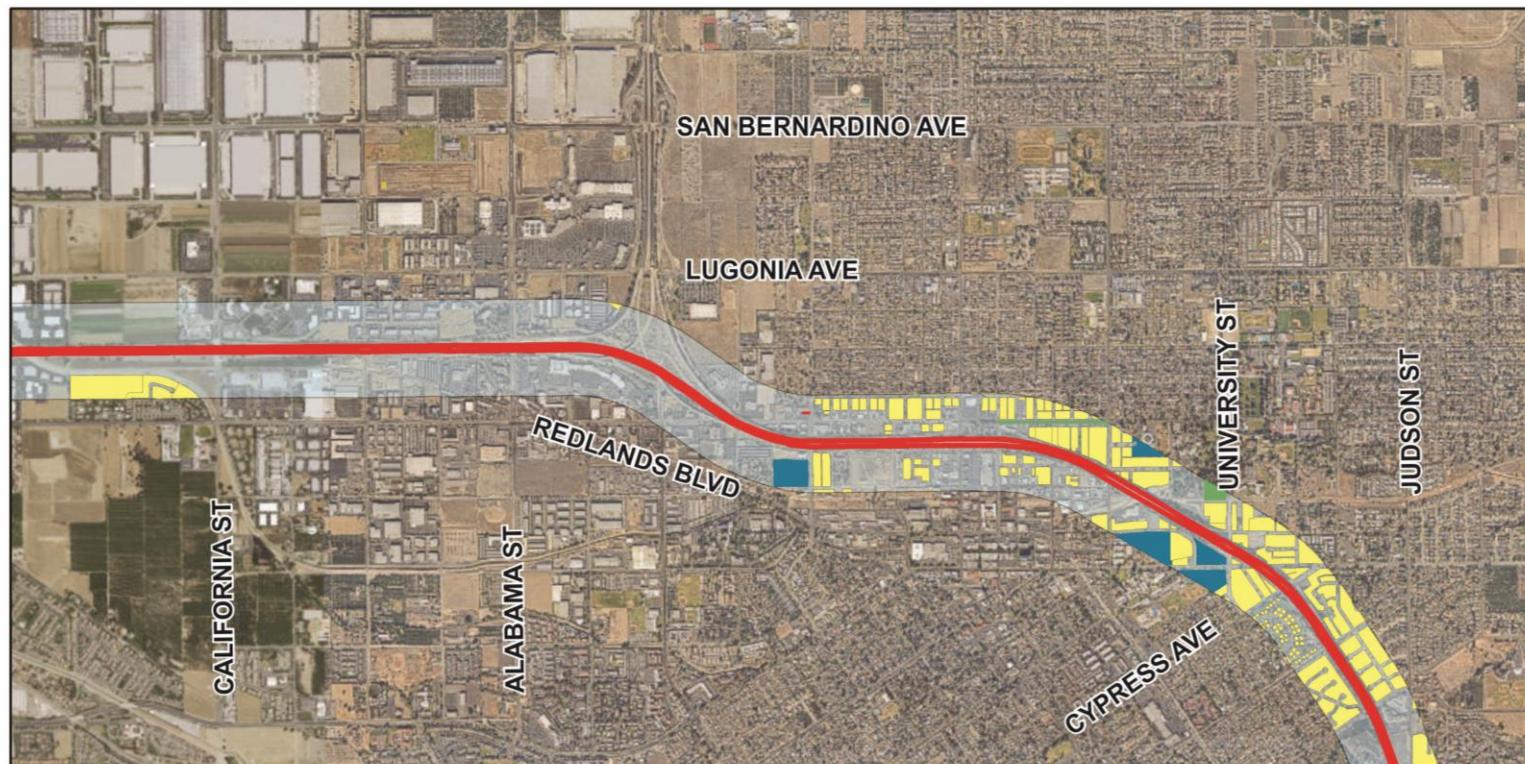 SAN BERNARDINO AVE
LUGONIA AVE
UNIVERSITY ST
JUDSON ST
REDLANDS BLVD
CALIFORNIA ST
ALABAMA ST
CYPRESS AVE